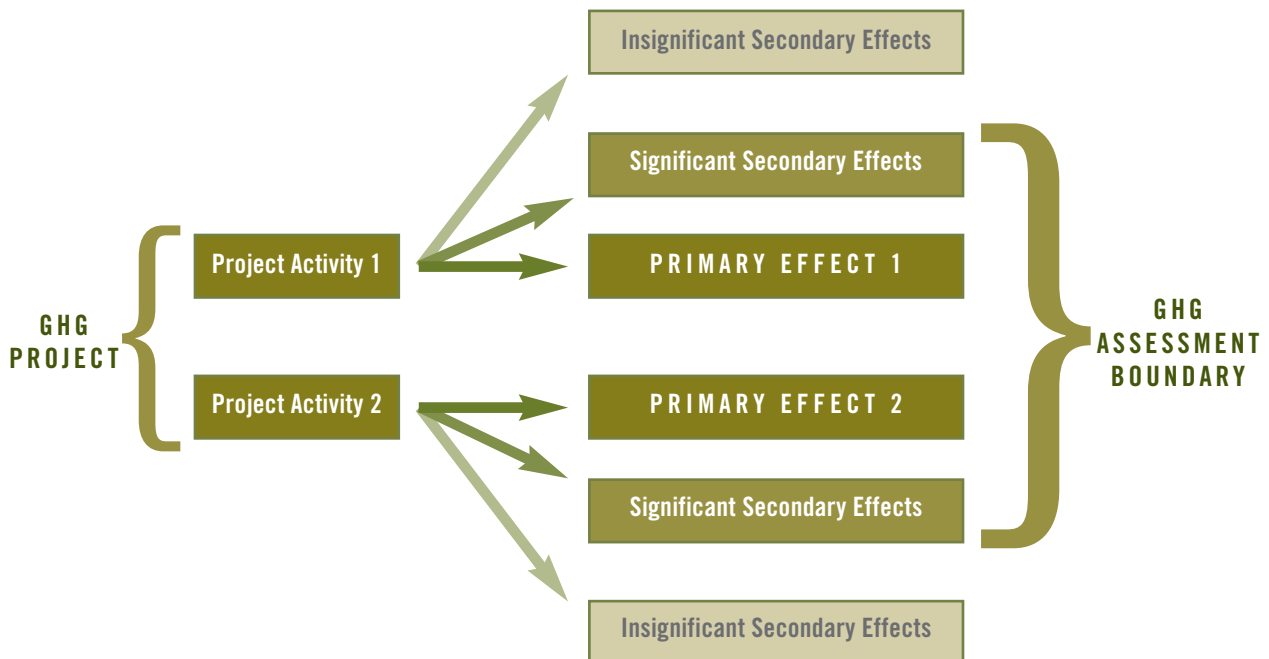 Insignificant Secondary Effects
Significant Secondary Effects
Project Activity 1
PRIMARY EFFECT 1
GHG
PROJECT
GHG
ASSESSMENT
BOUNDARY
Project Activity 2
PRIMARY EFFECT 2
Significant Secondary Effects
Insignificant Secondary Effects